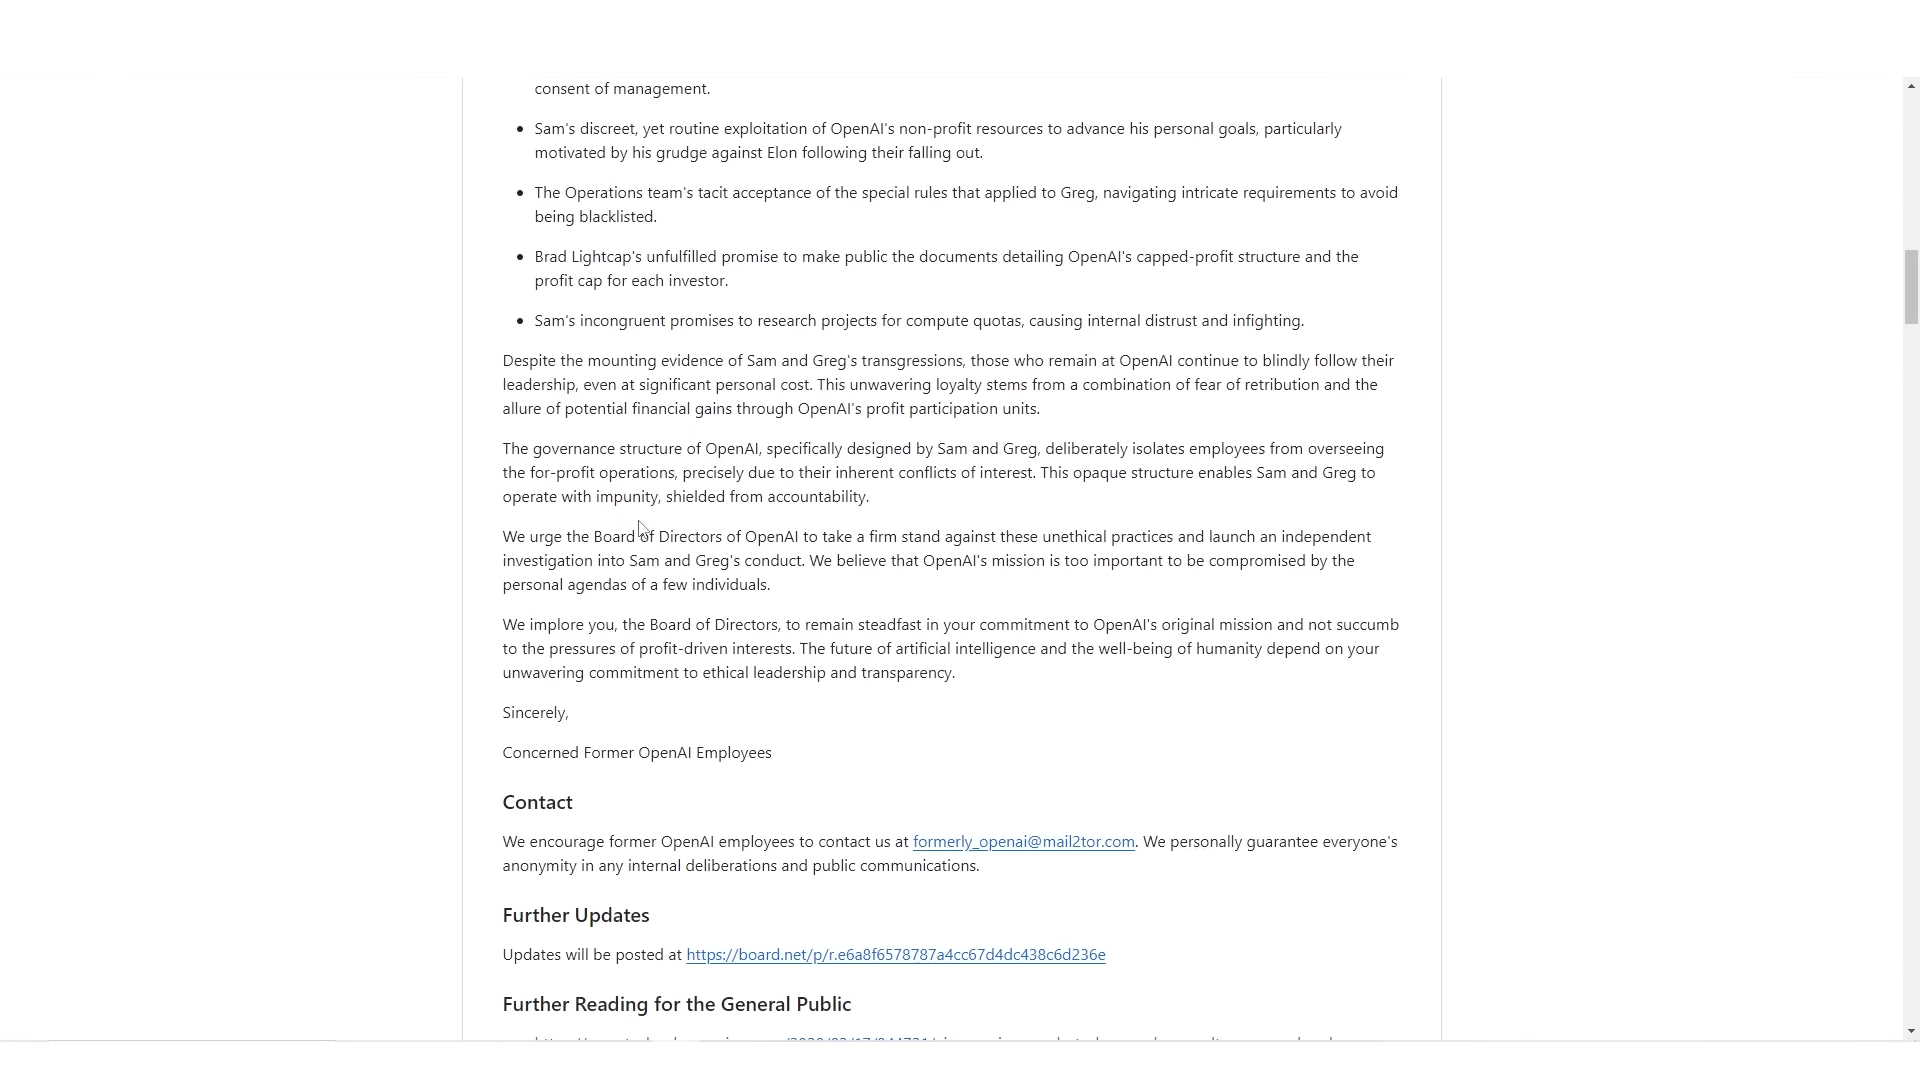 consent of management.
Sam's discreet, yet routine exploitation of OpenAI's non-profit resources to advance his personal goals, particularly
motivated by his grudge against Elon following their falling out.
The Operations team's tacit acceptance of the special rules that applied to Greg, navigating intricate requirements to avoid
being blacklisted.
Brad Lightcap's unfulfilled promise to make public the documents detailing OpenAI's capped-profit structure and the
profit cap for each investor.
Sam's incongruent promises to research projects for compute quotas, causing internal distrust and infighting.
Despite the mounting evidence of Sam and Greg's transgressions, those who remain at OpenAI continue to blindly follow their
leadership, even at significant personal cost. This unwavering loyalty stems from a combination of fear of retribution and the
allure of potential financial gains through OpenAI's profit participation units.
The governance structure of OpenAI, specifically designed by Sam and Greg, deliberately isolates employees from overseeing
the for-profit operations, precisely due to their inherent conflicts of interest. This opaque structure enables Sam and Greg to
operate with impunity, shielded from accountability.
We urge the Board of Directors of OpenAI to take a firm stand against these unethical practices and launch an independent
investigation into Sam and Greg's conduct. We believe that OpenAI's mission is too important to be compromised by the
personal agendas of a few individuals.
We implore you, the Board of Directors, to remain steadfast in your commitment to OpenAI's original mission and not succumb
to the pressures of profit-driven interests. The future of artificial intelligence and the well-being of humanity depend on your
unwavering commitment to ethical leadership and transparency.
Sincerely,
Concerned Former OpenAI Employees
Contact
We encourage former OpenAI employees to contact us at formerly_openai@mail2tor.com. We personally guarantee everyone's
anonymity in any internal deliberations and public communications.
Further Updates
Updates will be posted at https://board.net/p/r.e6a8f6578787a4cc67d4dc438c6d236e
Further Reading for the General Public